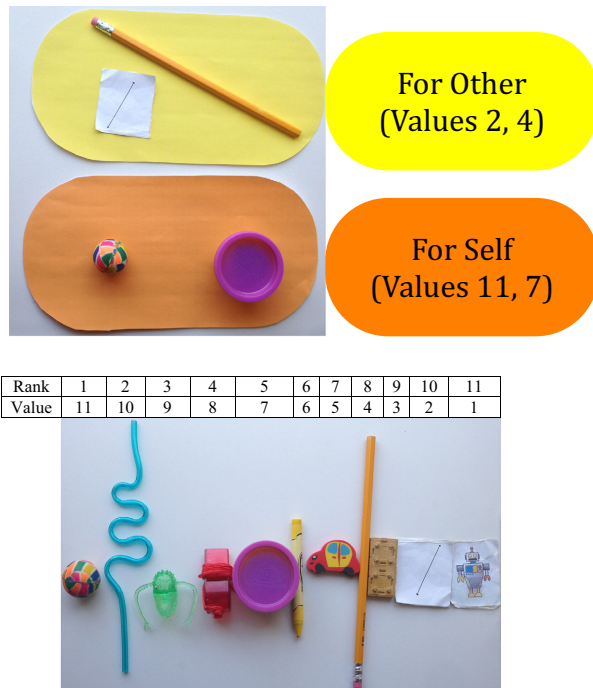 For Other
(Values 2, 4)
For Self
(Values 11, 7)
Rank 1 2 3 4 5 6 7 8 9 10 11
Value 11 10 9 8 7 6 5 4 3 2 1